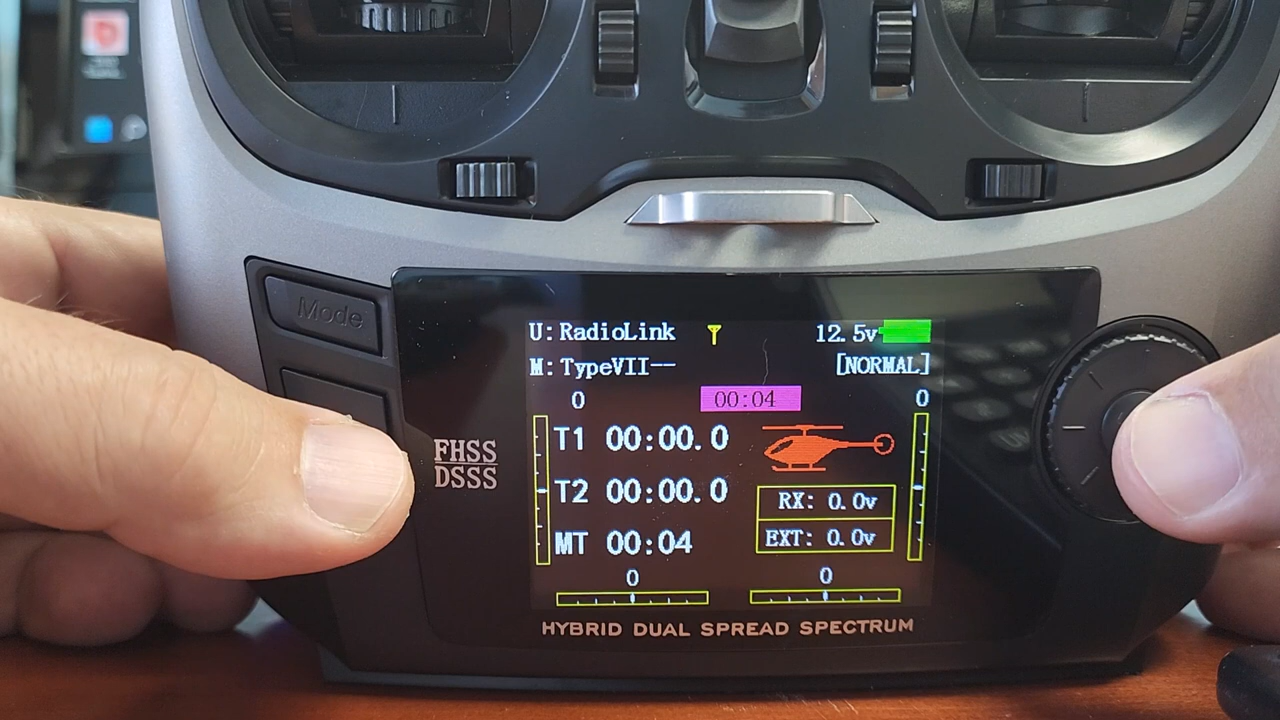 Mode
U: RadioLink
12.5v
M: TypeVII--
[NORMAL]
0
00:04
0
T1 00:00.0
T2 00:00.0
RX: 0.0v
MT 00:04
EXT: 0.0v
0
0
FHSS
DSSS
HYBRID DUAL SPREAD SPECTRUM